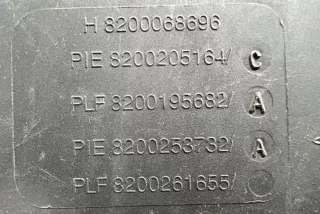 H 8200068696
PIE 8200205164/ C
PLF 8200195682/ A
PIE 8200253732/ A
PLF 8200261655/